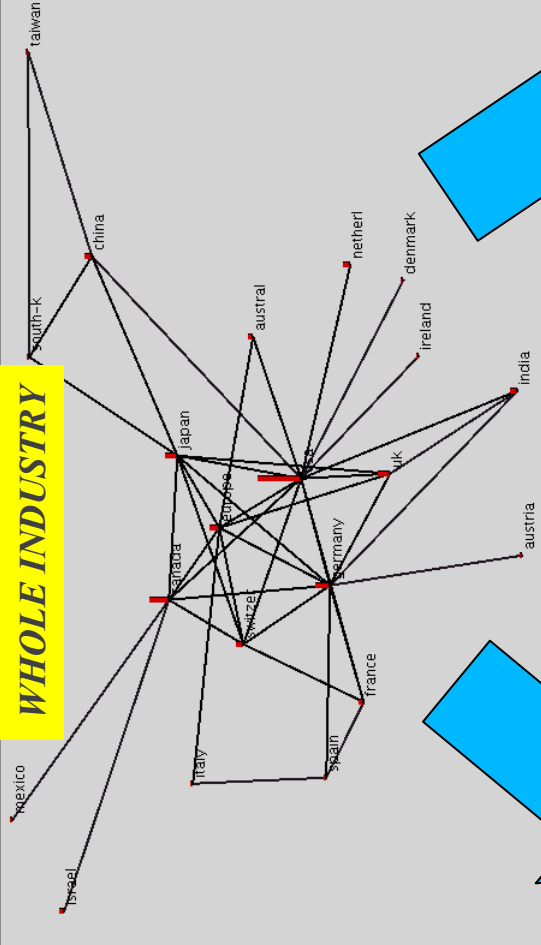 WHOLE INDUSTRY
taiwan
china
south-k
netherl
denmark
austral
ireland
india
japan
uk
europe
germany
austria
canada
switzer
france
italy
spain
mexico
israel